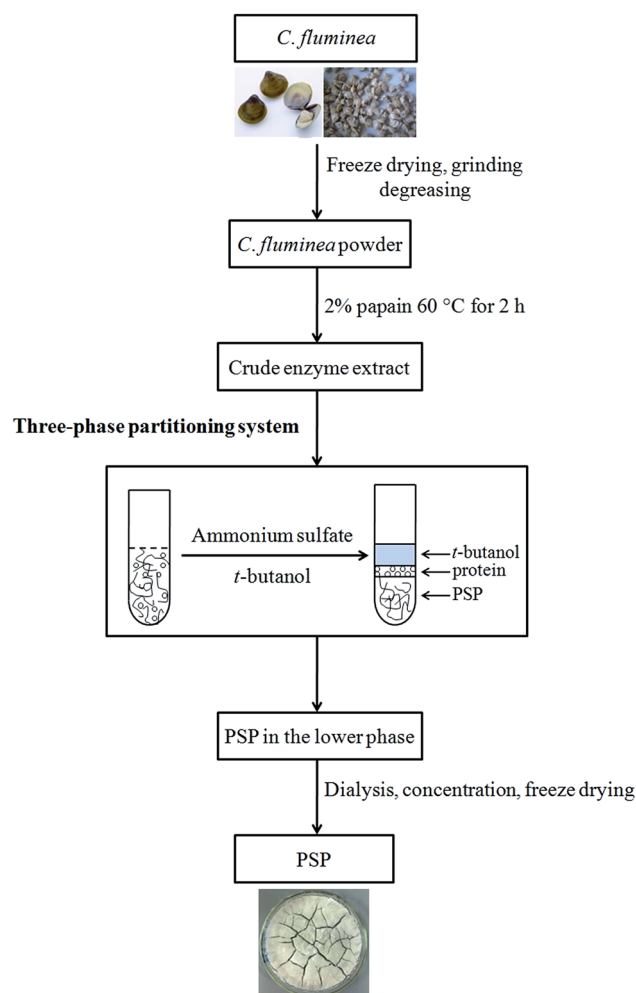 C. fluminea
Freeze drying, grinding
degreasing
C. fluminea powder
2% papain 60 °C for 2 h
Crude enzyme extract
Three-phase partitioning system
Ammonium sulfate
t-butanol
t-butanol
protein
PSP
PSP in the lower phase
Dialysis, concentration, freeze drying
PSP